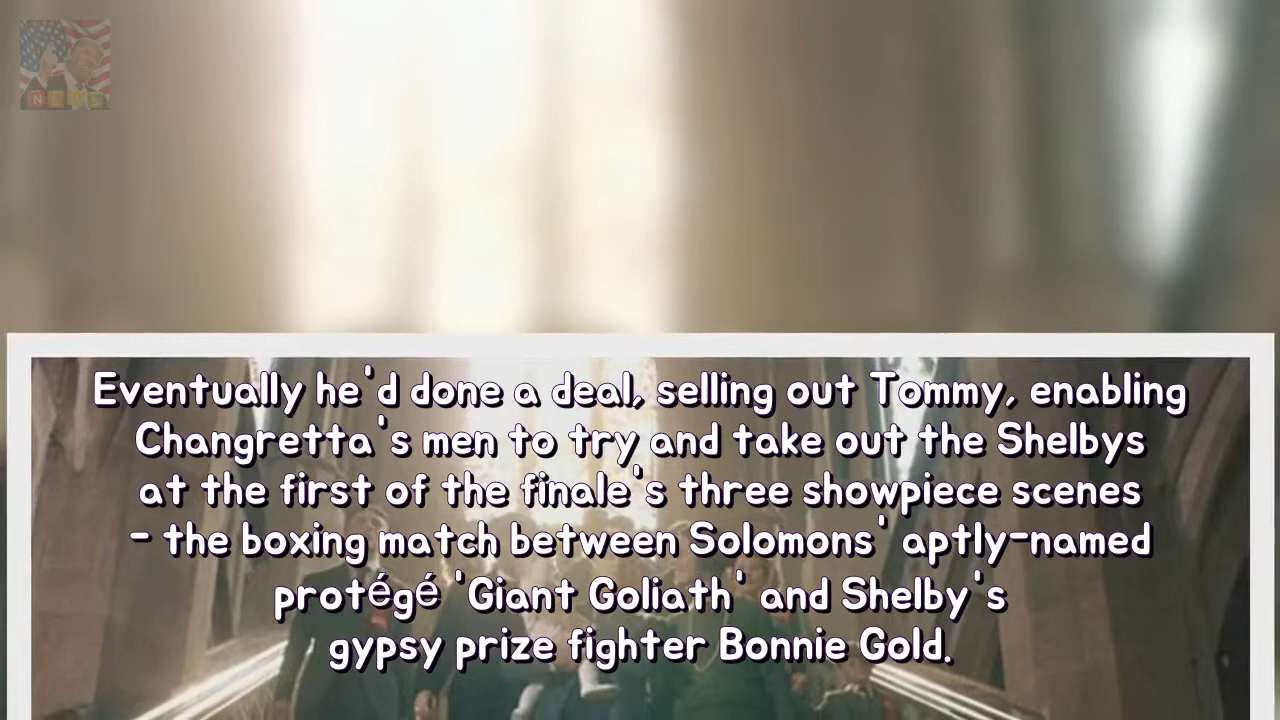 NEWS
Eventually he'd done a deal, selling out Tommy, enabling
Changretta's men to try and take out the Shelbys
at the first of the finale's three showpiece scenes
- the boxing match between Solomons' aptly-named
protégé 'Giant Goliath' and Shelby's
gypsy prize fighter Bonnie Gold.